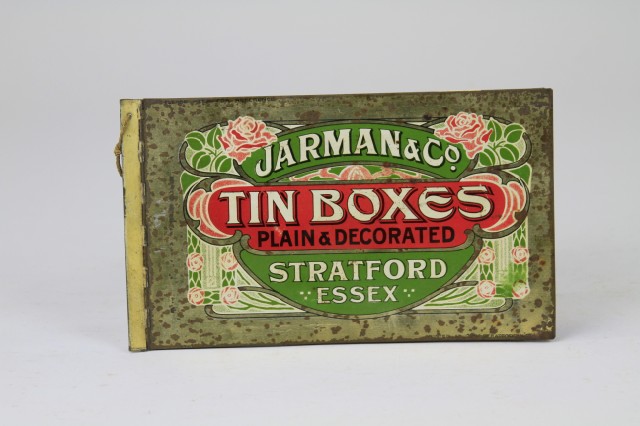 JARMAN & Co.
TIN BOXES
PLAIN & DECORATED
STRATFORD
ESSEX